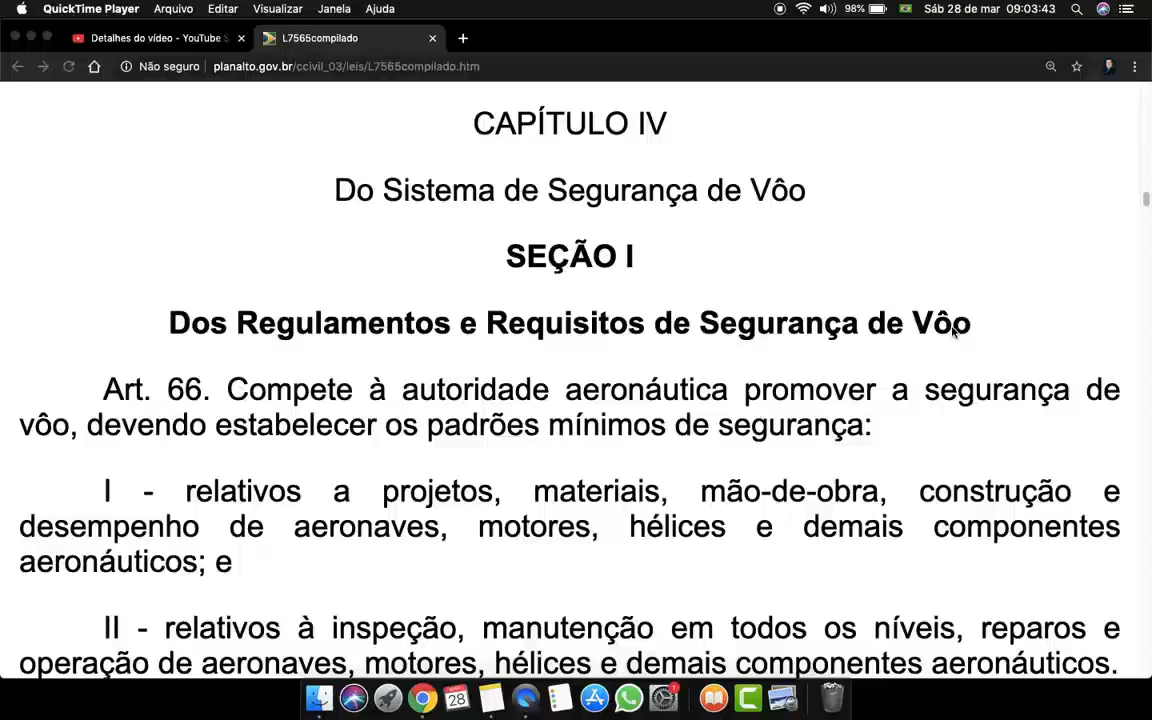 QuickTime Player Arquivo Editar Visualizar Janela Ajuda 98% Sáb 28 de mar 09:03:43
Detalhes do vídeo - YouTube L7565compilado
Não seguro planalto.gov.br/ccivil_03/leis/L7565compilado.htm
CAPÍTULO IV
Do Sistema de Segurança de Vôo
SEÇÃO I
Dos Regulamentos e Requisitos de Segurança de Vôo
Art. 66. Compete à autoridade aeronáutica promover a segurança de
vôo, devendo estabelecer os padrões mínimos de segurança:
I - relativos a projetos, materiais, mão-de-obra, construção e
desempenho de aeronaves, motores, hélices e demais componentes
aeronáuticos; e
II - relativos à inspeção, manutenção em todos os níveis, reparos e
operação de aeronaves, motores, hélices e demais componentes aeronáuticos.
28
1